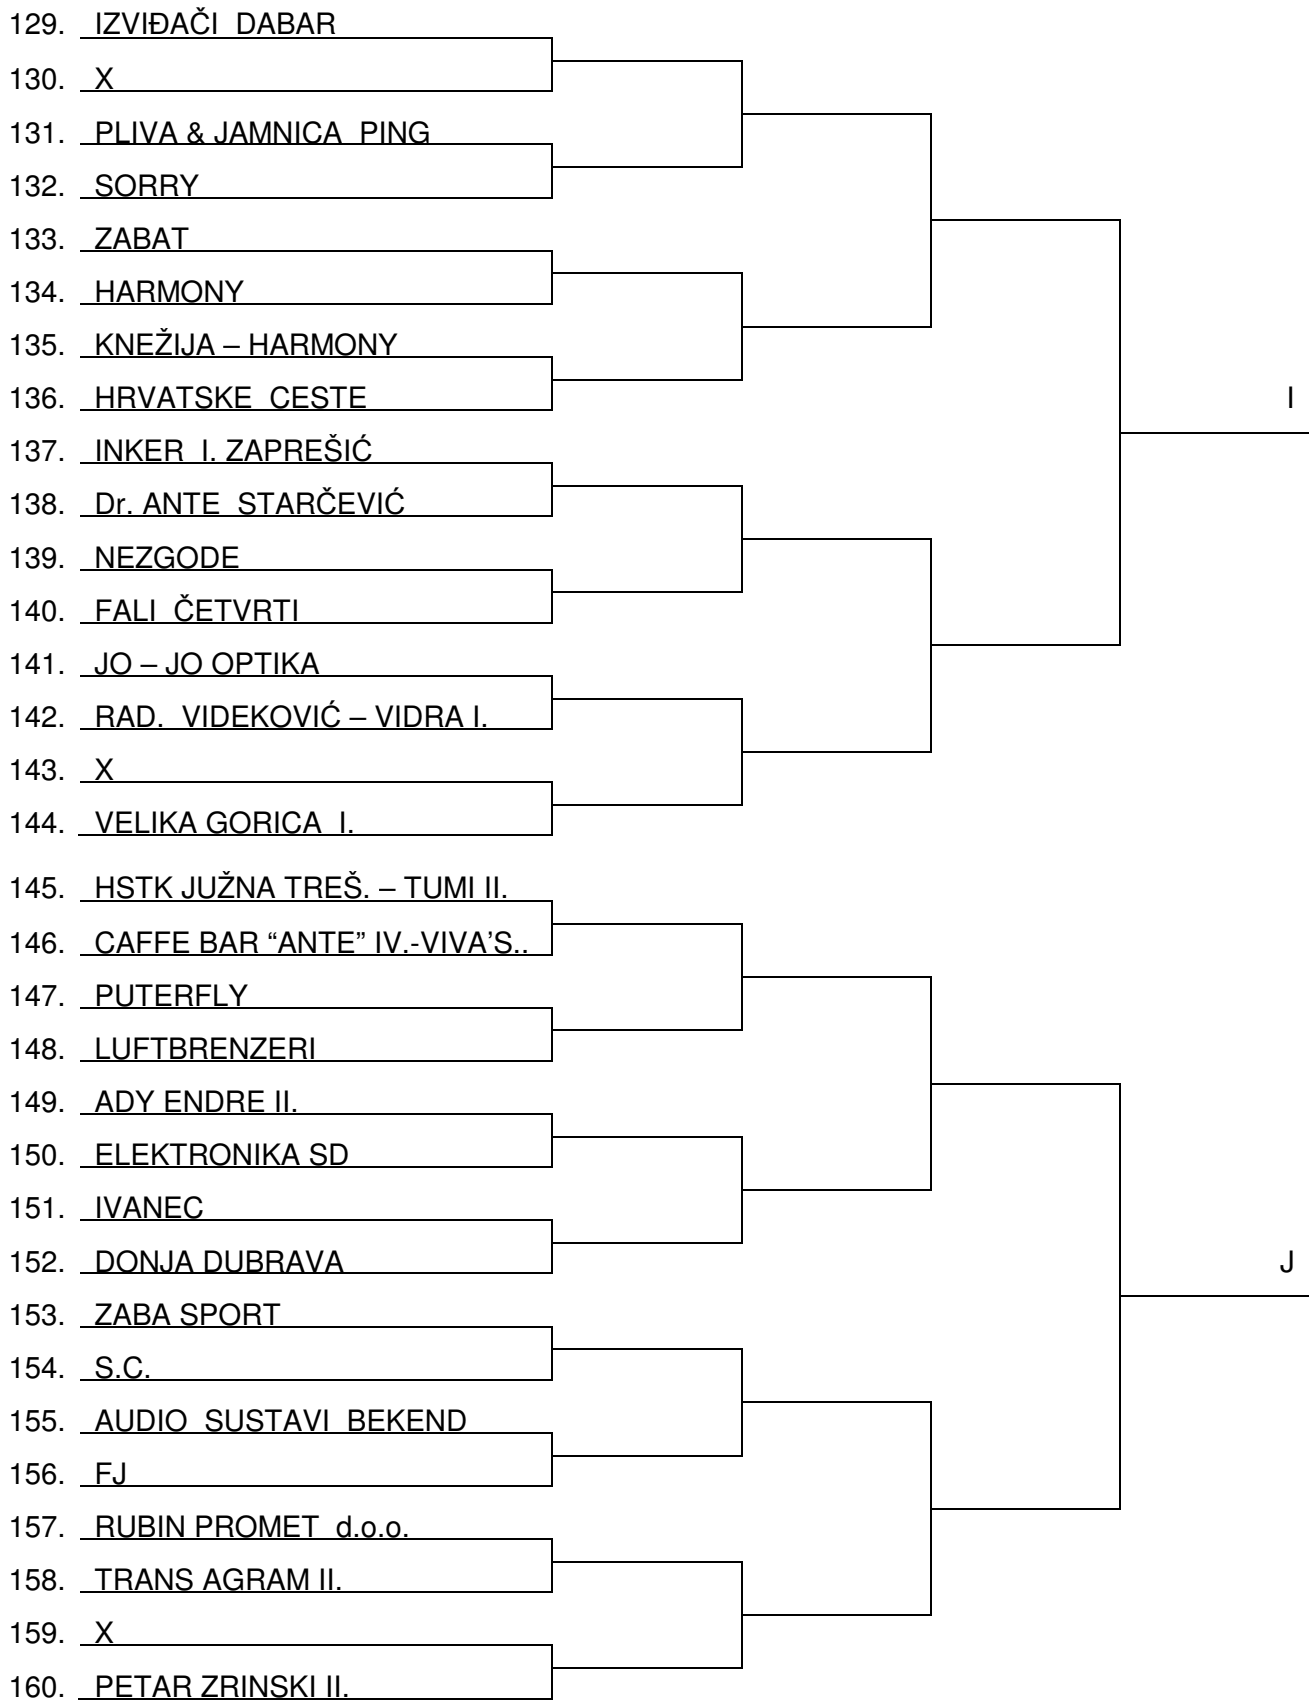 129. IZVIĐAČI DABAR
130. X
131. PLIVA & JAMNICA PING
132. SORRY
133. ZABAT
134. HARMONY
135. KNEŽIJA – HARMONY
136. HRVATSKE CESTE
I
137. INKER I. ZAPREŠIĆ
138. Dr. ANTE STARČEVIĆ
139. NEZGODE
140. FALI ČETVRTI
141. JO – JO OPTIKA
142. RAD. VIDEKOVIĆ – VIDRA I.
143. X
144. VELIKA GORICA I.
145. HSTK JUŽNA TREŠ. – TUMI II.
146. CAFFE BAR “ANTE” IV.-VIVA’S..
147. PUTERFLY
148. LUFTBRENZERI
149. ADY ENDRE II.
150. ELEKTRONIKA SD
151. IVANEC
152. DONJA DUBRAVA
J
153. ZABA SPORT
154. S.C.
155. AUDIO SUSTAVI BEKEND
156. FJ
157. RUBIN PROMET d.o.o.
158. TRANS AGRAM II.
159. X
160. PETAR ZRINSKI II.